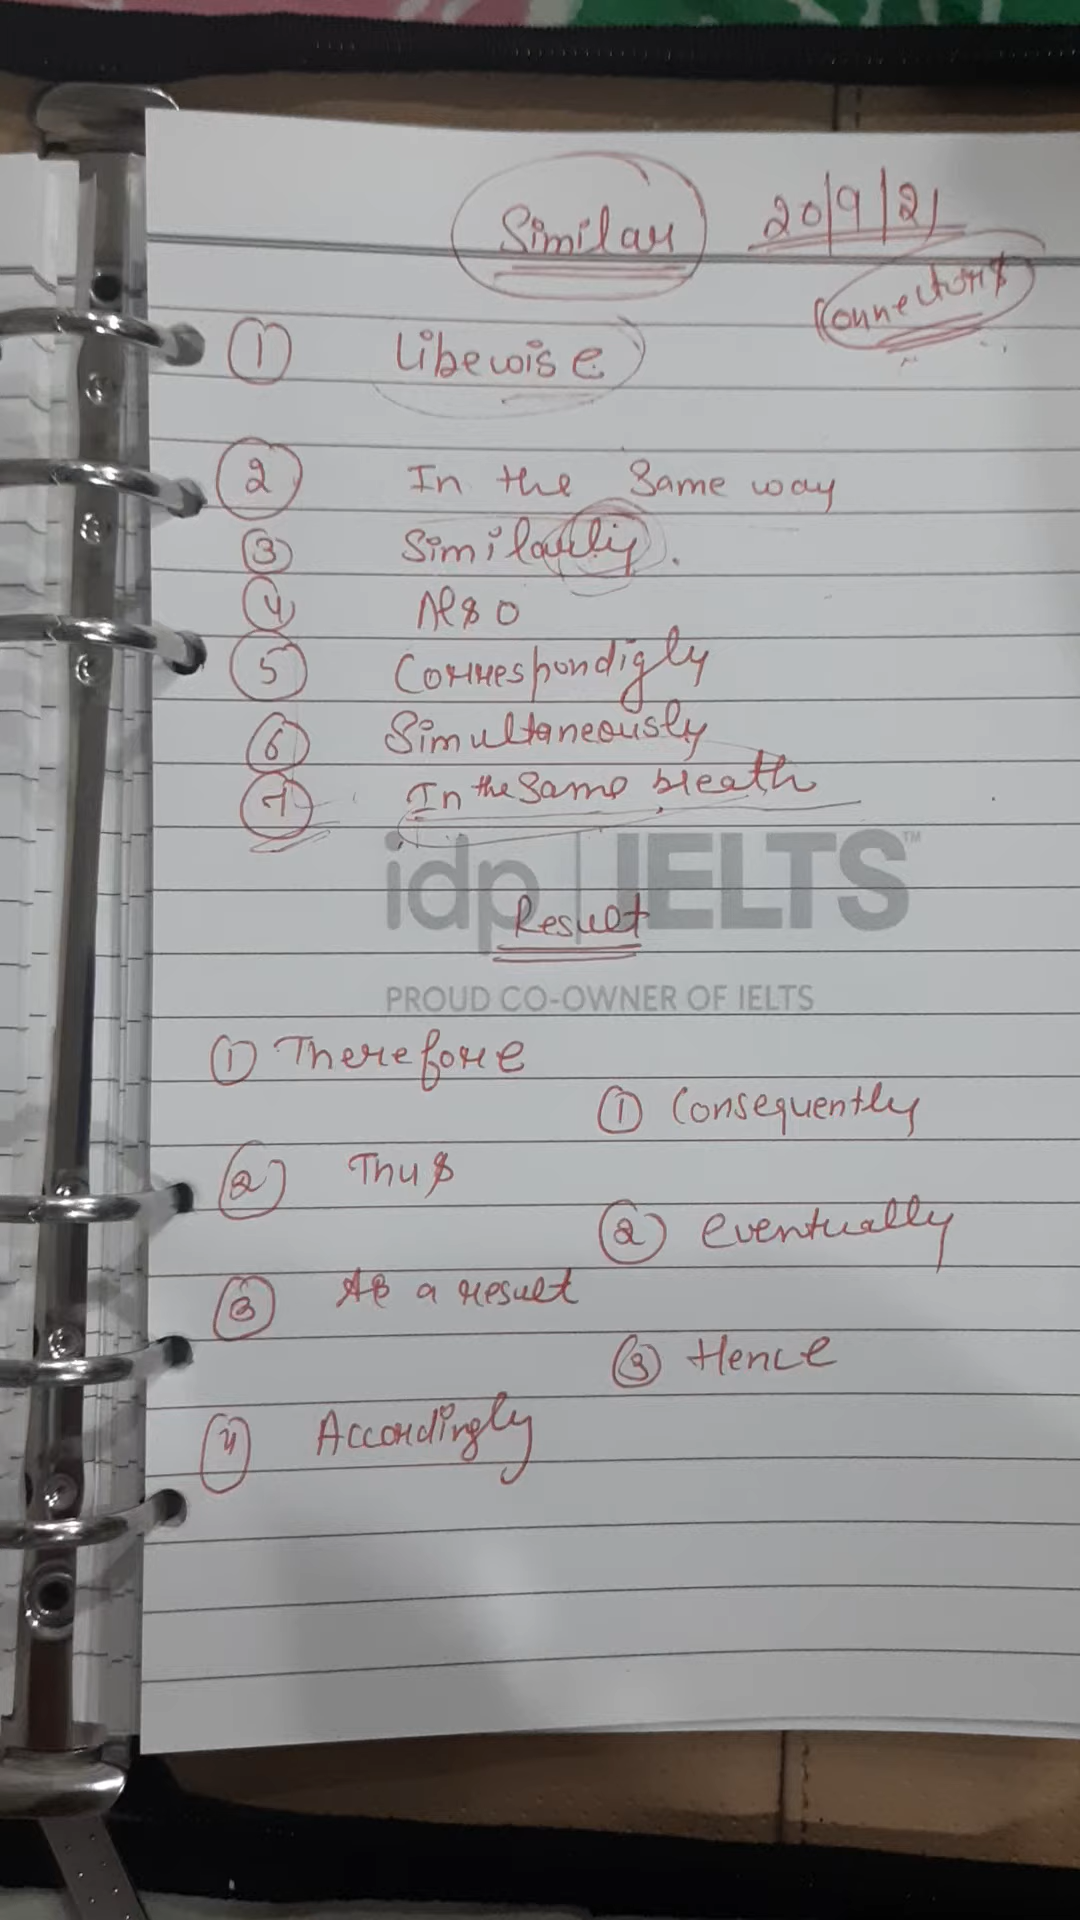 Similar 20/9/21
Connectors
① Likewise
② In the same way
③ Similarly.
④ Also
⑤ Correspondigly
⑥ Simultaneously
⑦ In the same breath
idp IELTS™
Result
PROUD CO-OWNER OF IELTS
① Therefore
① Consequently
② Thus
② eventually
③ As a result
③ Hence
④ Accordingly